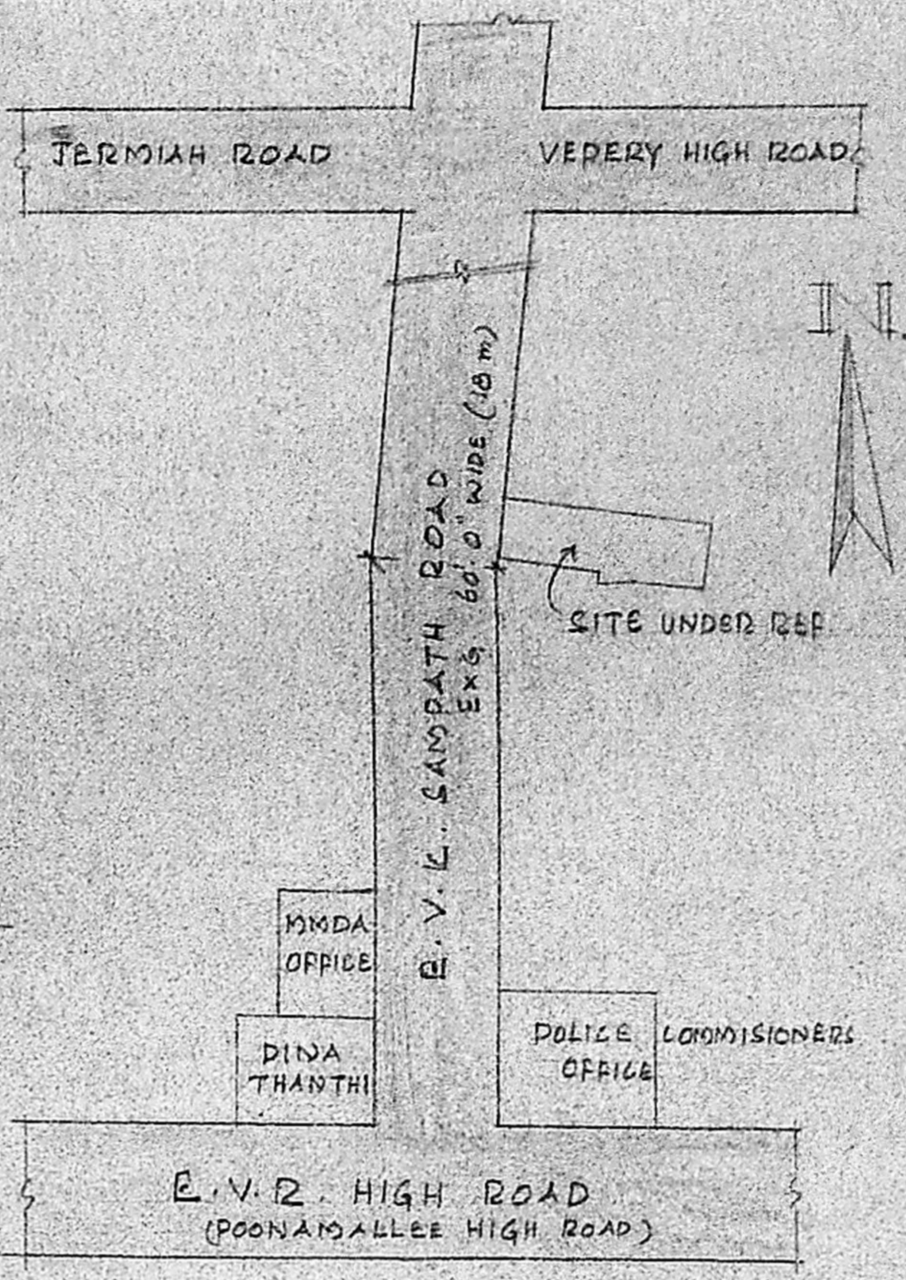 JERMIAH ROAD
VEPERY HIGH ROAD
N.
E.V.K. SAMPATH ROAD
EXG 60'.0" WIDE (18 m)
SITE UNDER REF
MMDA
OFFICE
DINA
THANTHI
POLICE COMMISIONERS
OFFICE
E.V.R. HIGH ROAD
(POONAMALLEE HIGH ROAD)